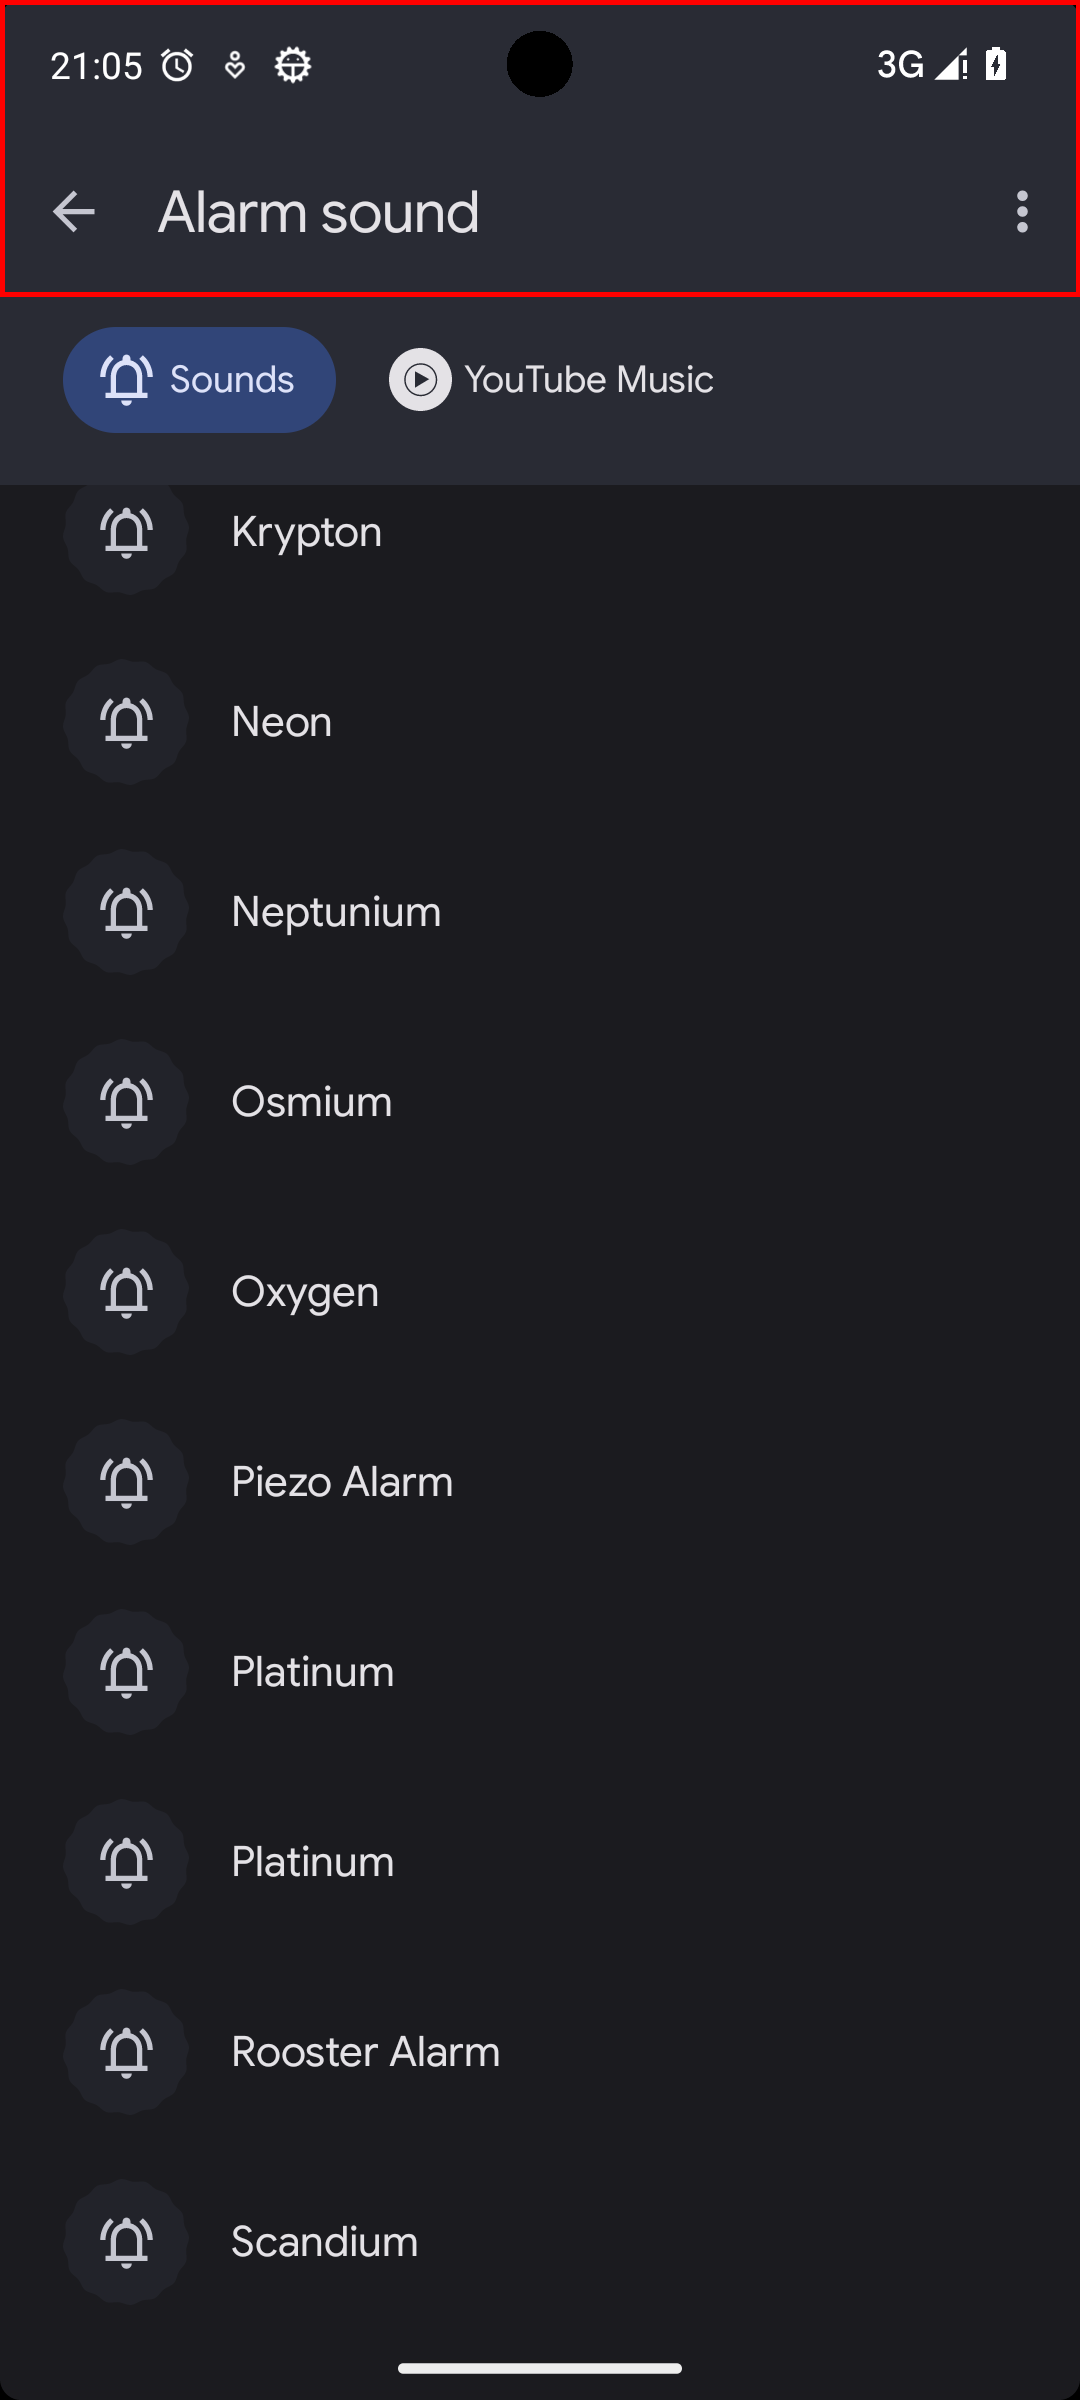 21:05 3G
Alarm sound
Sounds YouTube Music
Krypton
Neon
Neptunium
Osmium
Oxygen
Piezo Alarm
Platinum
Platinum
Rooster Alarm
Scandium